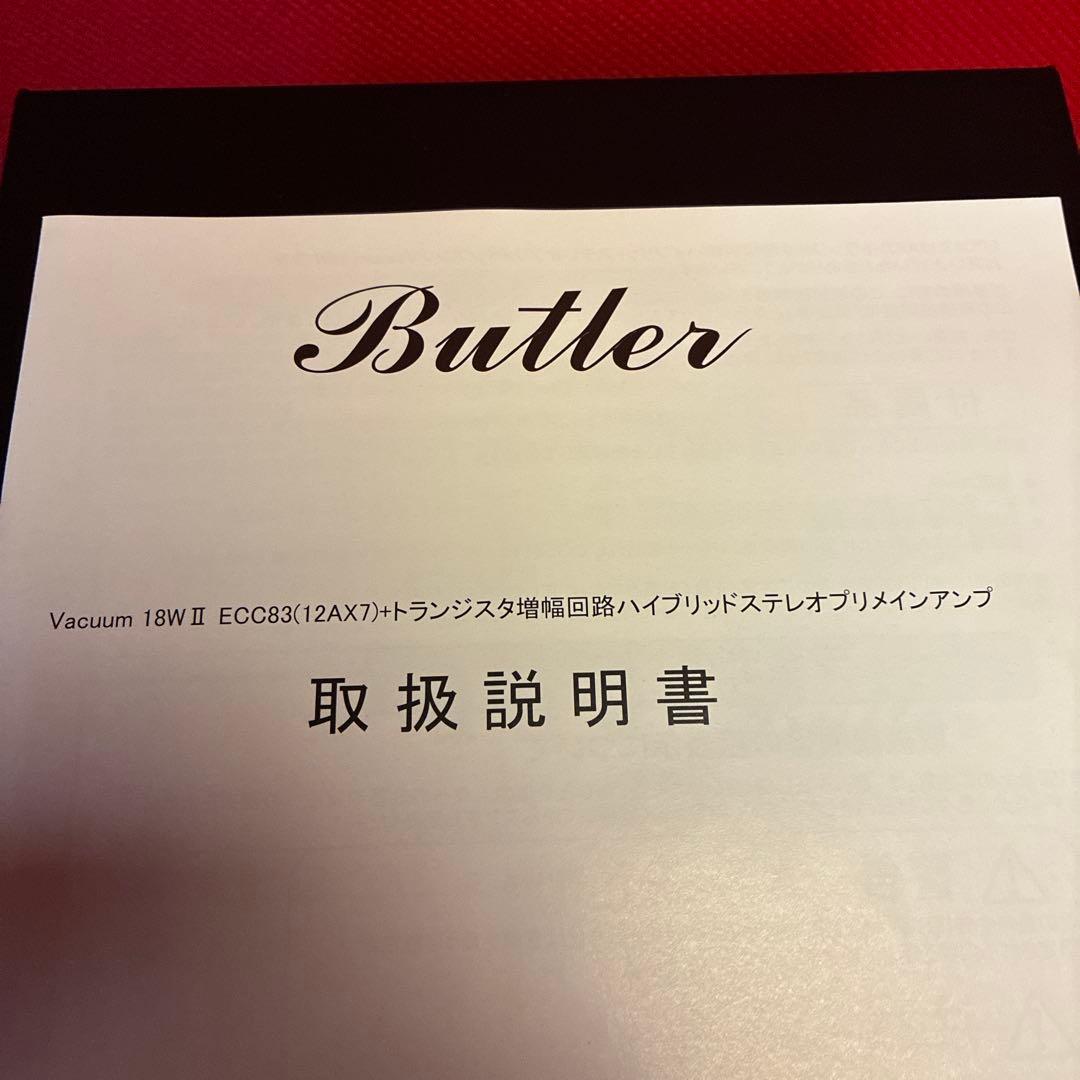 Butler
Vacuum 18WⅡ ECC83(12AX7)+トランジスタ増幅回路ハイブリッドステレオプリメインアンプ
取扱説明書